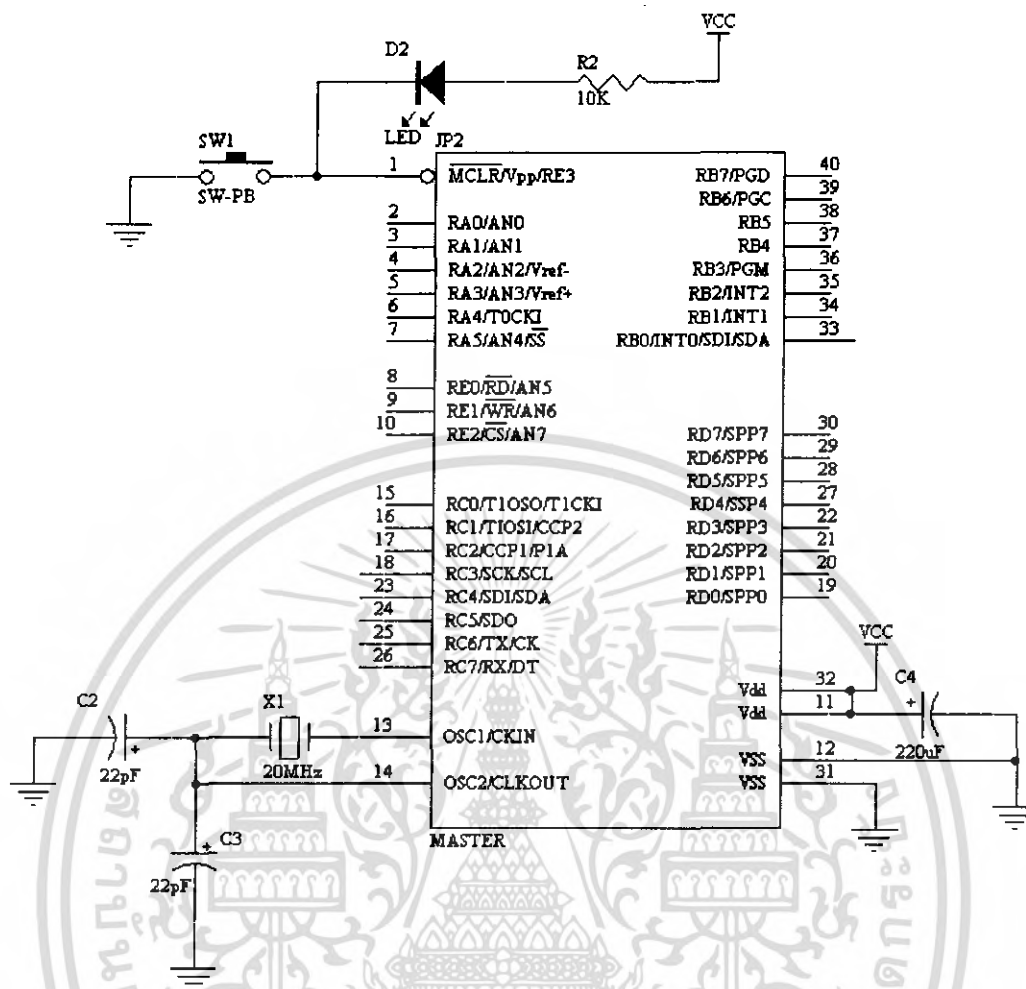 VCC
D2
R2
10K
LED
JP2
SW1
SW-PB
1 MCLR/Vpp/RE3
2 RA0/AN0
3 RA1/AN1
4 RA2/AN2/Vref-
5 RA3/AN3/Vref+
6 RA4/T0CKI
7 RA5/AN4/SS
8 RE0/RD/AN5
9 RE1/WR/AN6
10 RE2/CS/AN7
15 RC0/T1OSO/T1CKI
16 RC1/T1OSI/CCP2
17 RC2/CCP1/P1A
18 RC3/SCK/SCL
23 RC4/SDI/SDA
24 RC5/SDO
25 RC6/TX/CK
26 RC7/RX/DT
13 OSC1/CKIN
14 OSC2/CLKOUT
RB7/PGD 40
RB6/PGC 39
RB5 38
RB4 37
RB3/PGM 36
RB2/INT2 35
RB1/INT1 34
RB0/INT0/SDI/SDA 33
RD7/SPP7 30
RD6/SPP6 29
RD5/SPP5 28
RD4/SSP4 27
RD3/SPP3 22
RD2/SPP2 21
RD1/SPP1 20
RD0/SPP0 19
VCC
Vdd 32
Vdd 11
VSS 12
VSS 31
C4
+
220uF
C2
+
22pF
X1
20MHz
C3
+
22pF
MASTER